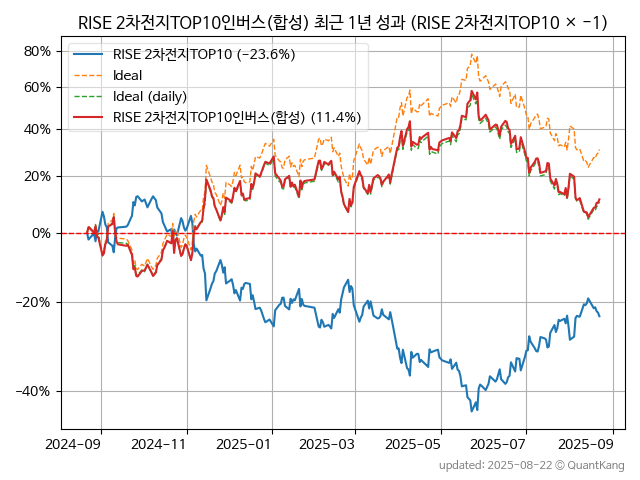 RISE 2차전지TOP10인버스(합성) 최근 1년 성과 (RISE 2차전지TOP10 × −1)
RISE 2차전지TOP10 (−23.6%)
Ideal
Ideal (daily)
RISE 2차전지TOP10인버스(합성) (11.4%)
80%
60%
40%
20%
0%
−20%
−40%
2024-09
2024-11
2025-01
2025-03
2025-05
2025-07
2025-09
updated: 2025-08-22 © QuantKang